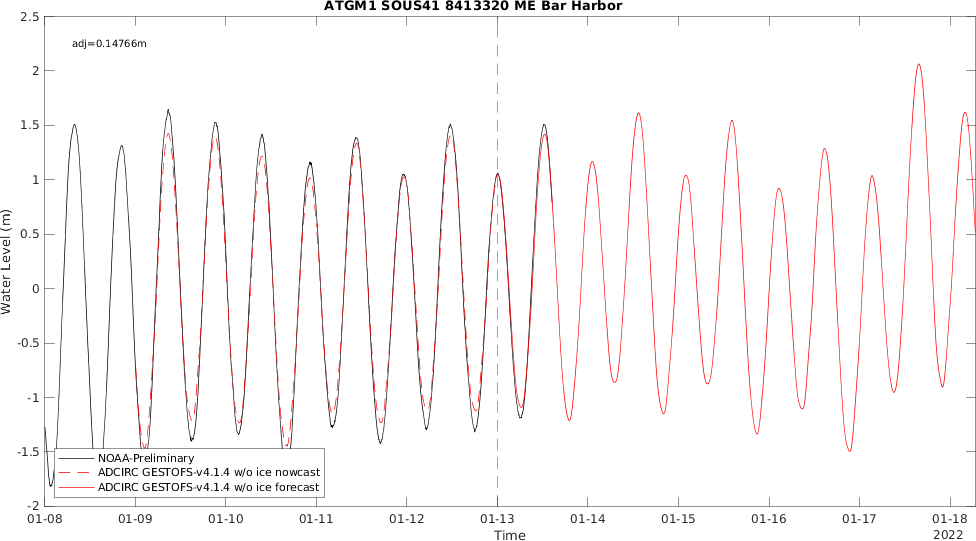 ATGM1 SOUS41 8413320 ME Bar Harbor
adj=0.14766m
2.5
2
1.5
1
0.5
0
-0.5
-1
-1.5
-2
Water Level (m)
NOAA-Preliminary
ADCIRC GESTOFS-v4.1.4 w/o ice nowcast
ADCIRC GESTOFS-v4.1.4 w/o ice forecast
01-08 01-09 01-10 01-11 01-12 01-13 01-14 01-15 01-16 01-17 01-18
Time
2022